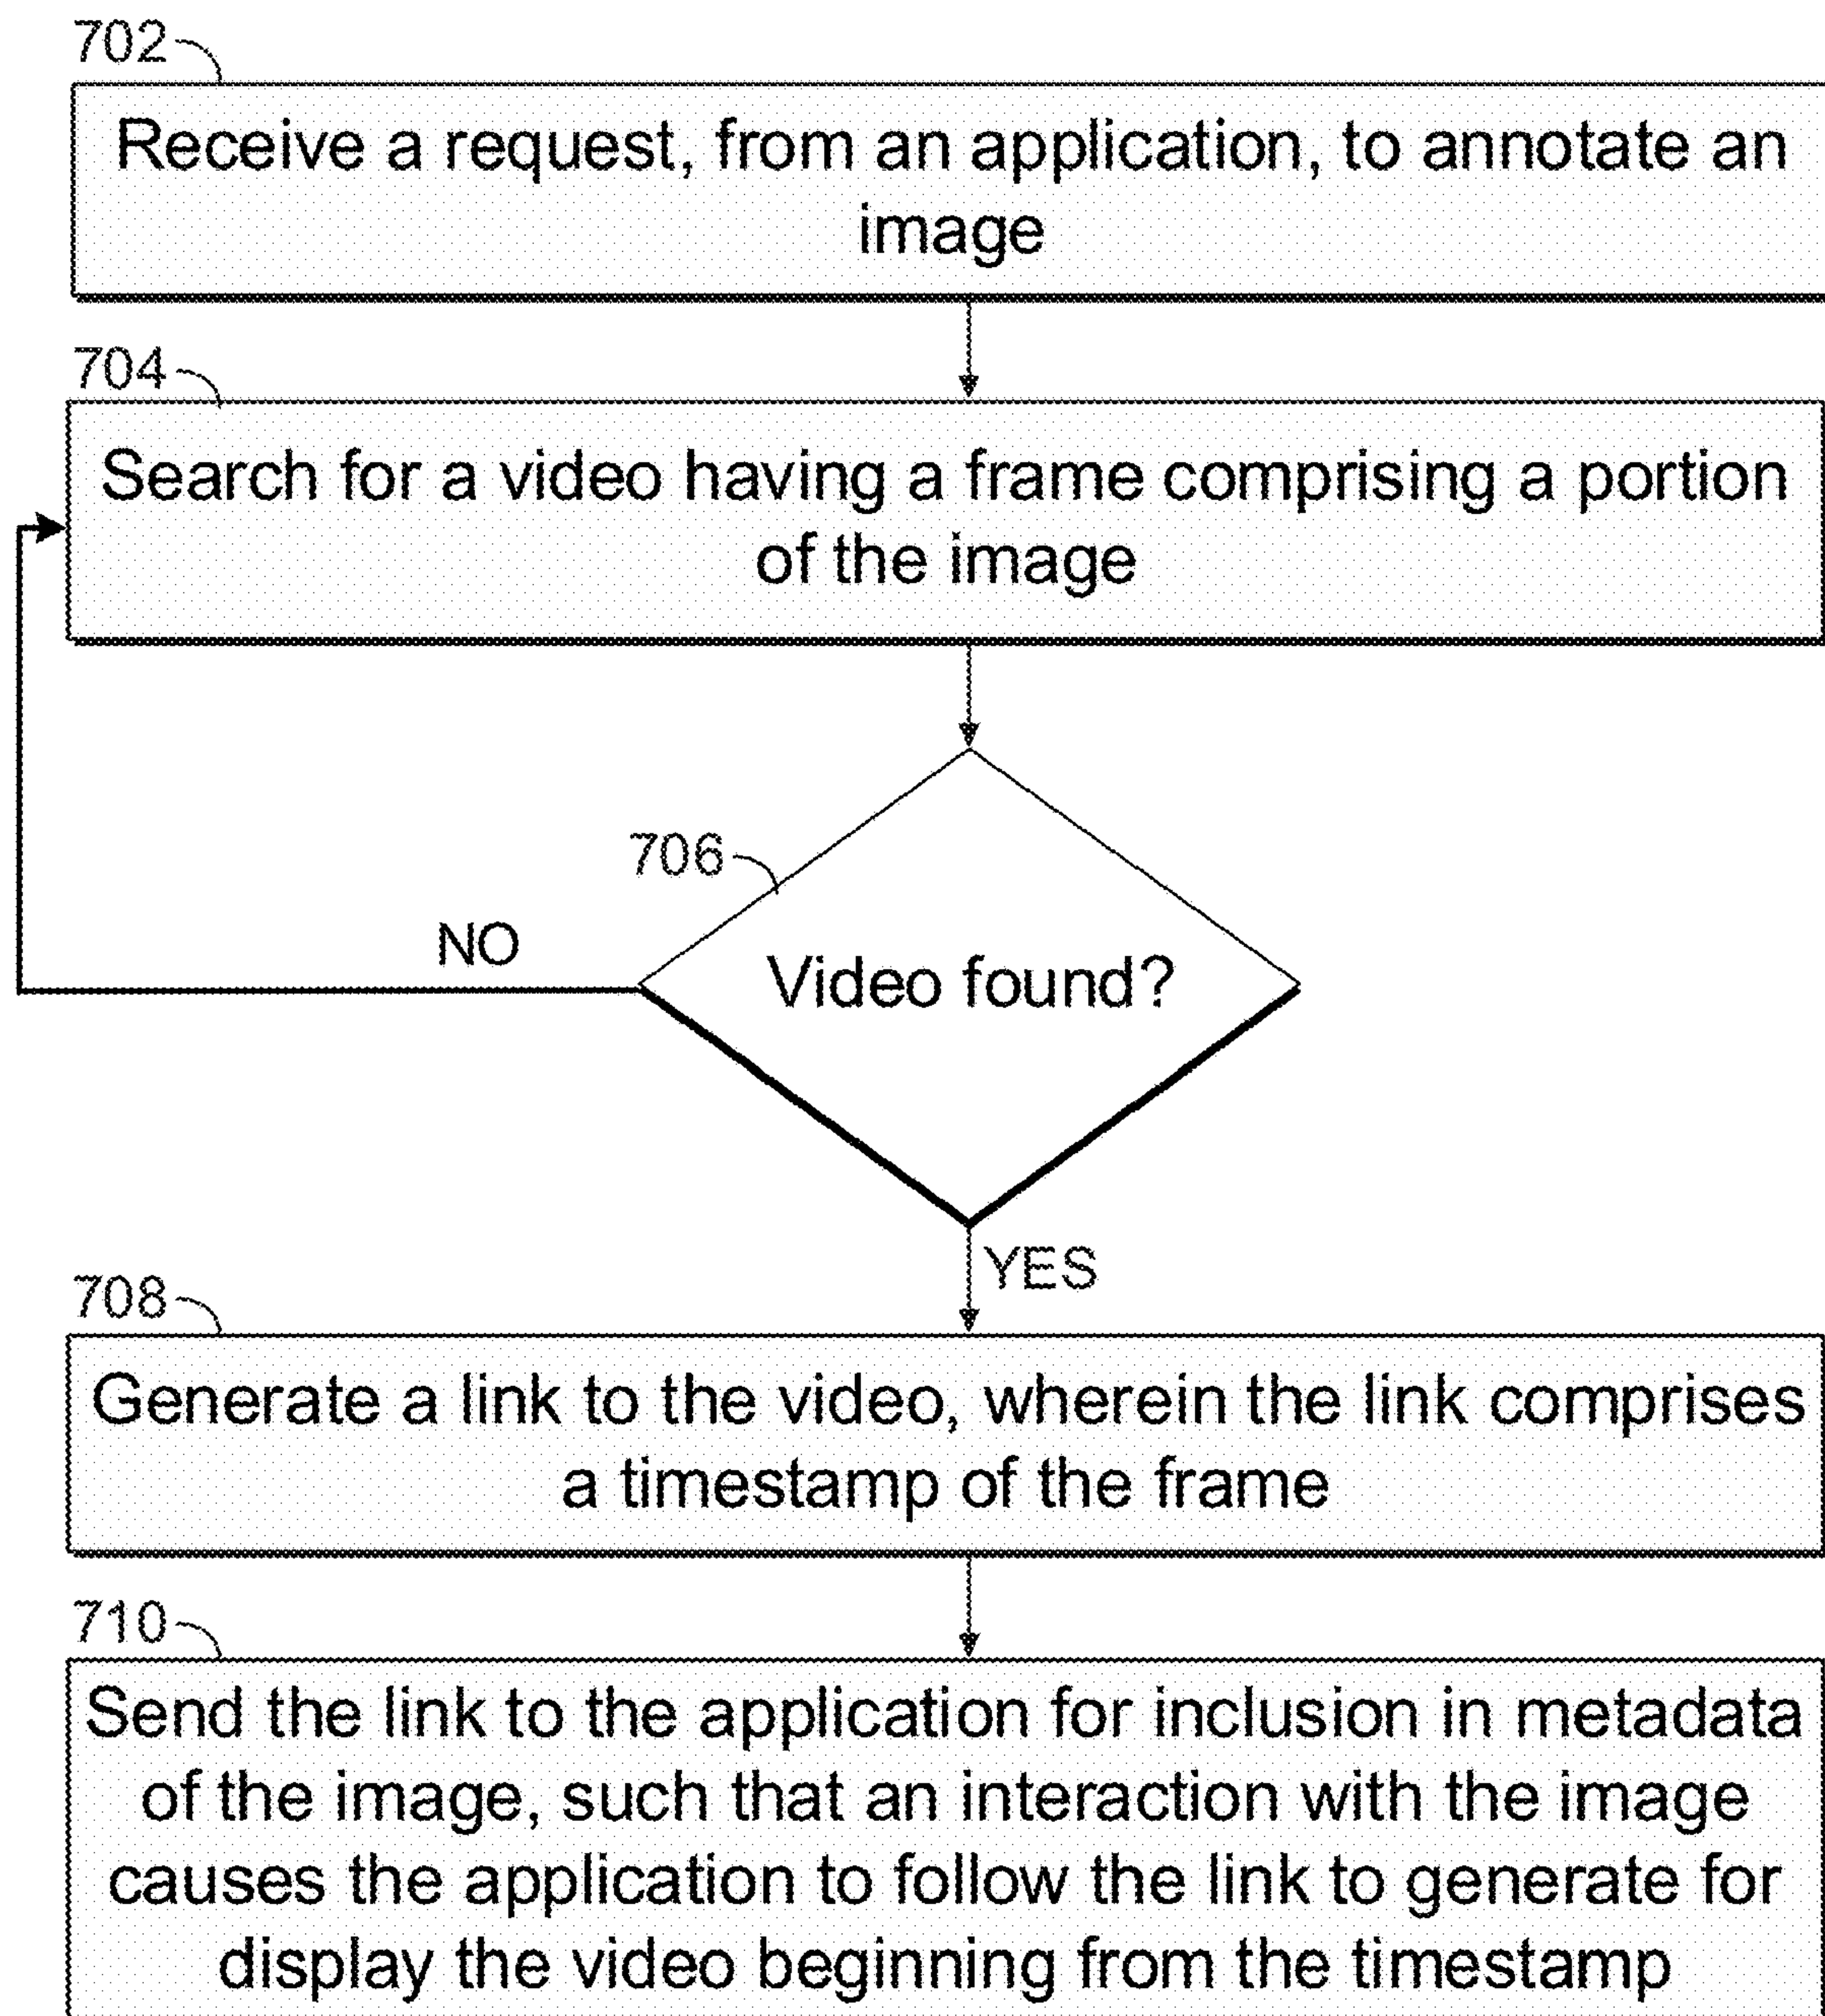 702
Receive a request, from an application, to annotate an
image
704
Search for a video having a frame comprising a portion
of the image
706
NO
Video found?
YES
708
Generate a link to the video, wherein the link comprises
a timestamp of the frame
710
Send the link to the application for inclusion in metadata
of the image, such that an interaction with the image
causes the application to follow the link to generate for
display the video beginning from the timestamp